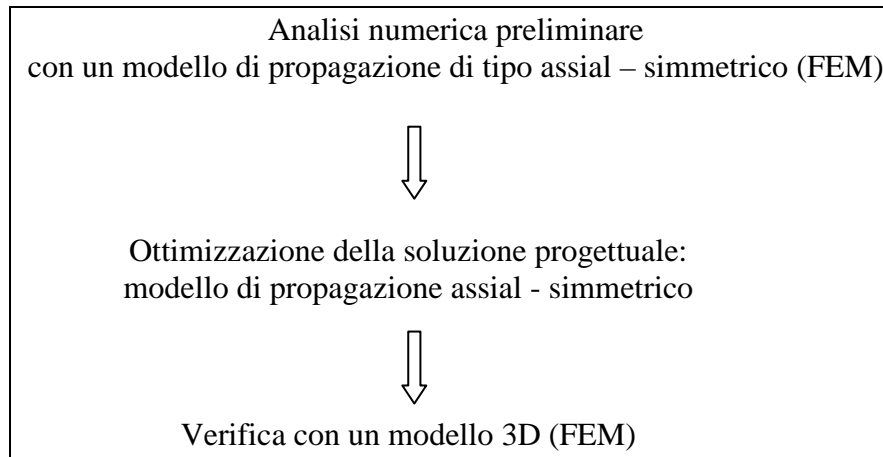 Analisi numerica preliminare
con un modello di propagazione di tipo assial – simmetrico (FEM)
Ottimizzazione della soluzione progettuale:
modello di propagazione assial - simmetrico
Verifica con un modello 3D (FEM)